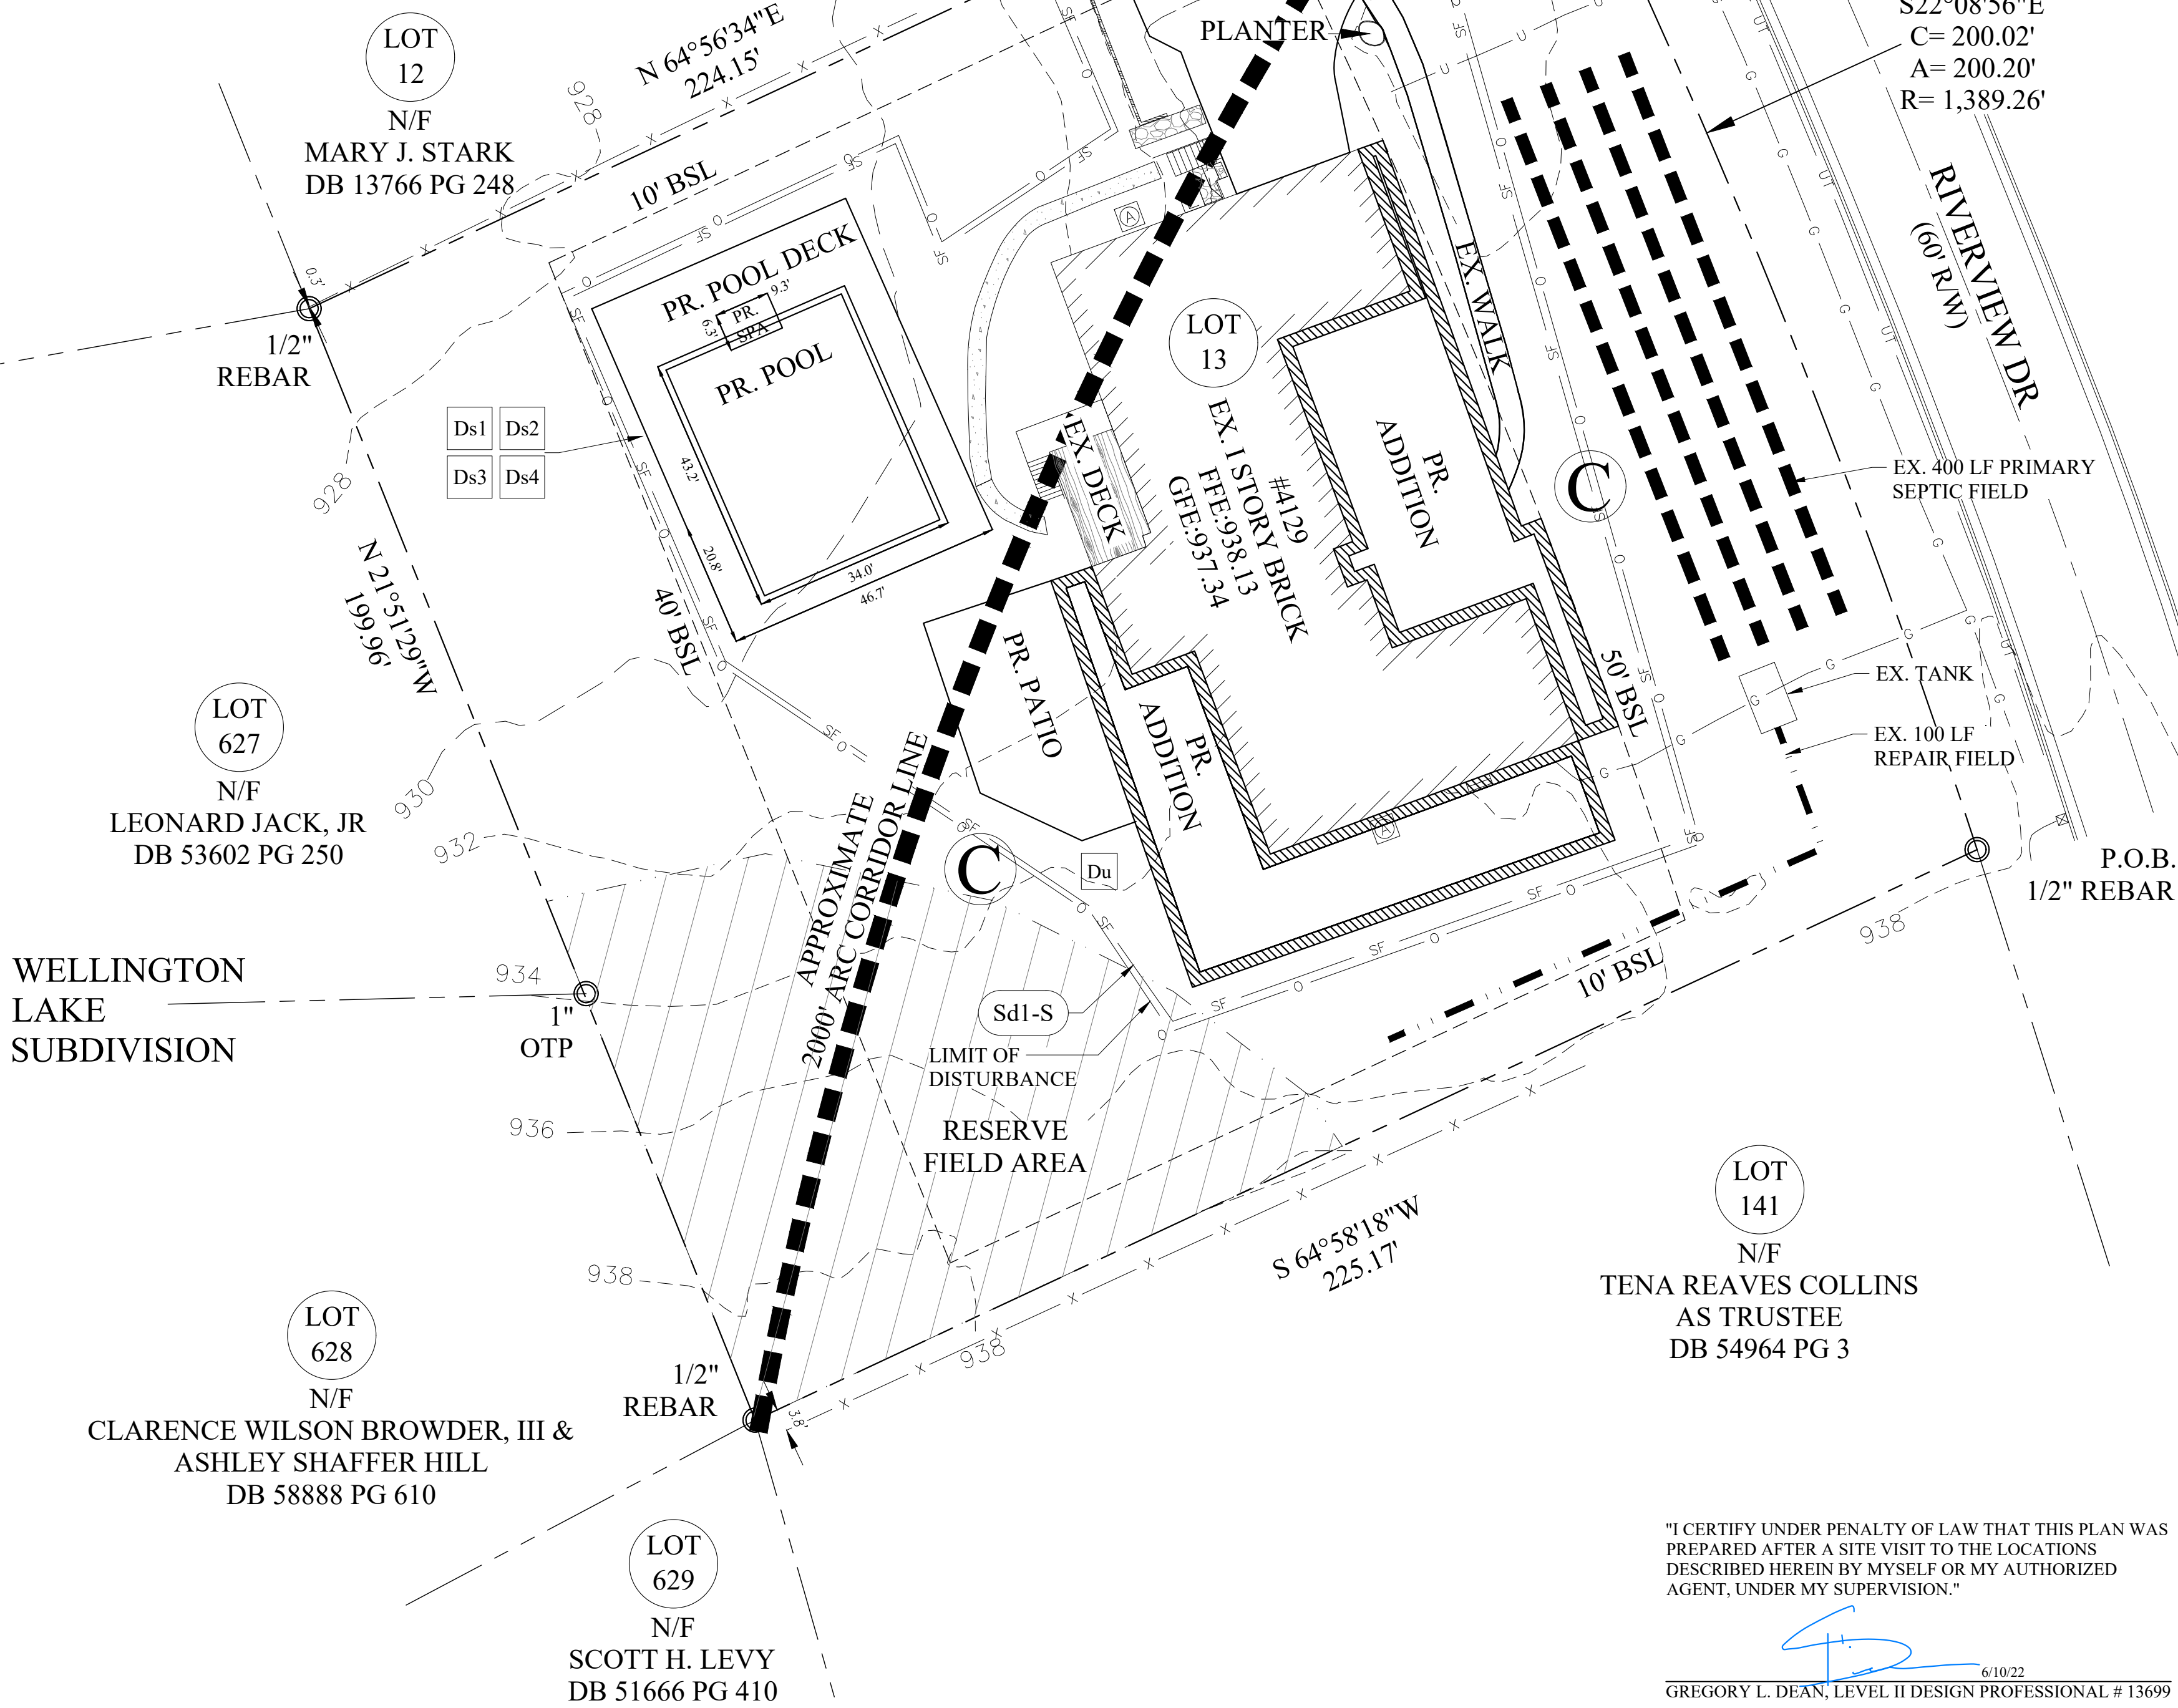 LOT
12
N/F
MARY J. STARK
DB 13766 PG 248
N 64°56'34"E
224.15'
PLANTER
S22°08'56"E
C= 200.02'
A= 200.20'
R= 1,389.26'
RIVERVIEW DR
(60' R/W)
928
10' BSL
0.3'
1/2"
REBAR
PR. POOL DECK
9.3'
6.3'
PR.
SPA
PR. POOL
43.2'
20.8'
34.0'
46.7'
Ds1 Ds2
Ds3 Ds4
A
EX. WALK
LOT
13
#4129
EX. I STORY BRICK
FFE:938.13
GFE:937.34
EX. DECK
PR.
ADDITION
C
EX. 400 LF PRIMARY
SEPTIC FIELD
928
N 21°51'29"W
199.96'
40' BSL
PR. PATIO
PR.
ADDITION
50' BSL
EX. TANK
EX. 100 LF
REPAIR FIELD
LOT
627
N/F
LEONARD JACK, JR
DB 53602 PG 250
930
932
APPROXIMATE
2000' ARC CORRIDOR LINE
C
Du
A
P.O.B.
1/2" REBAR
938
10' BSL
WELLINGTON
LAKE
SUBDIVISION
934
1"
OTP
Sd1-S
LIMIT OF
DISTURBANCE
936
RESERVE
FIELD AREA
S 64°58'18"W
225.17'
LOT
141
N/F
TENA REAVES COLLINS
AS TRUSTEE
DB 54964 PG 3
938
938
LOT
628
N/F
CLARENCE WILSON BROWDER, III &
ASHLEY SHAFFER HILL
DB 58888 PG 610
1/2"
REBAR
3.8'
LOT
629
N/F
SCOTT H. LEVY
DB 51666 PG 410
"I CERTIFY UNDER PENALTY OF LAW THAT THIS PLAN WAS
PREPARED AFTER A SITE VISIT TO THE LOCATIONS
DESCRIBED HEREIN BY MYSELF OR MY AUTHORIZED
AGENT, UNDER MY SUPERVISION."
6/10/22
GREGORY L. DEAN, LEVEL II DESIGN PROFESSIONAL # 13699